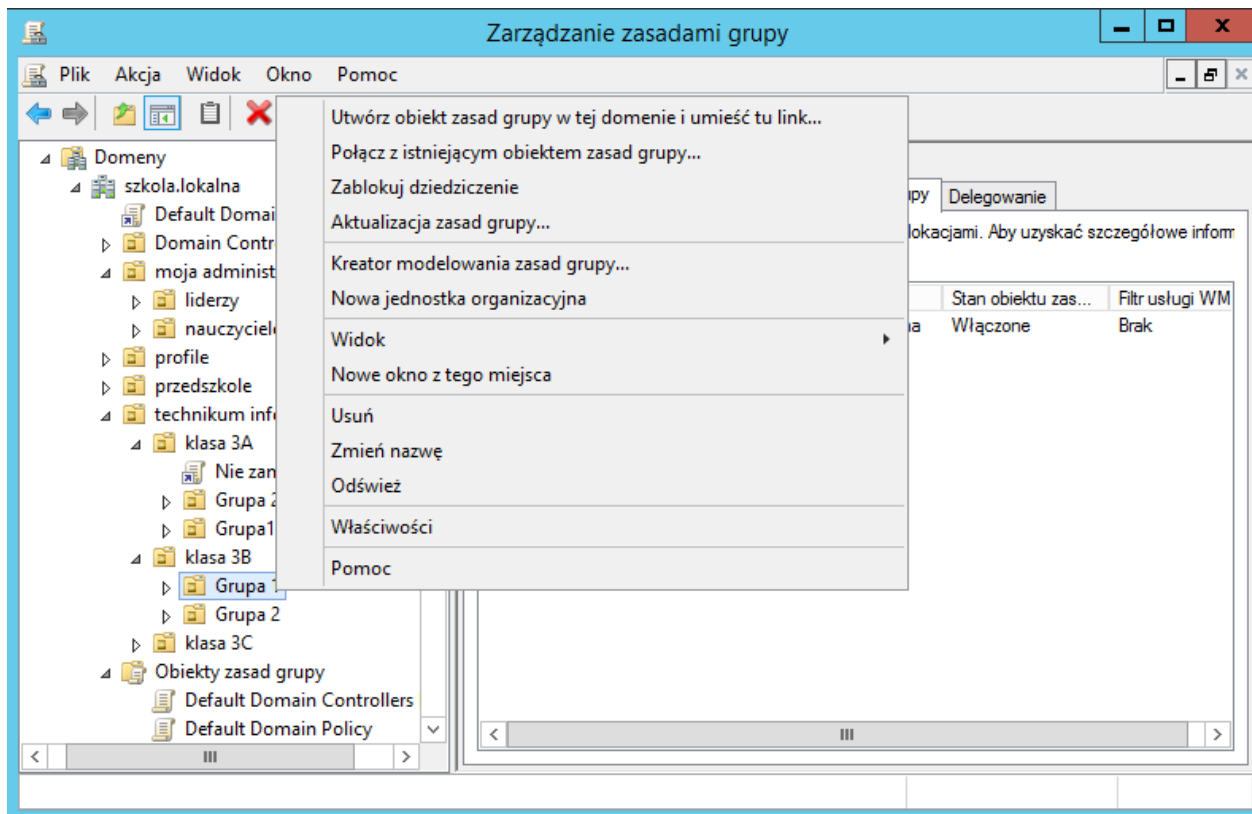 Zarządzanie zasadami grupy
Plik Akcja Widok Okno Pomoc
Utwórz obiekt zasad grupy w tej domenie i umieść tu link...
Połącz z istniejącym obiektem zasad grupy...
Zablokuj dziedziczenie
Aktualizacja zasad grupy...
Kreator modelowania zasad grupy...
Nowa jednostka organizacyjna
Widok
Nowe okno z tego miejsca
Usuń
Zmień nazwę
Odśwież
Właściwości
Pomoc
Domeny
szkola.lokalna
Default Domai
Domain Contr
moja administ
liderzy
nauczyciel
profile
przedszkole
technikum info
klasa 3A
Nie zan
Grupa 2
Grupa1
klasa 3B
Grupa 1
Grupa 2
klasa 3C
Obiekty zasad grupy
Default Domain Controllers
Default Domain Policy
upy Delegowanie
lokacjami. Aby uzyskać szczegółowe inform
Stan obiektu zas... Filtr usługi WM
na Włączone Brak